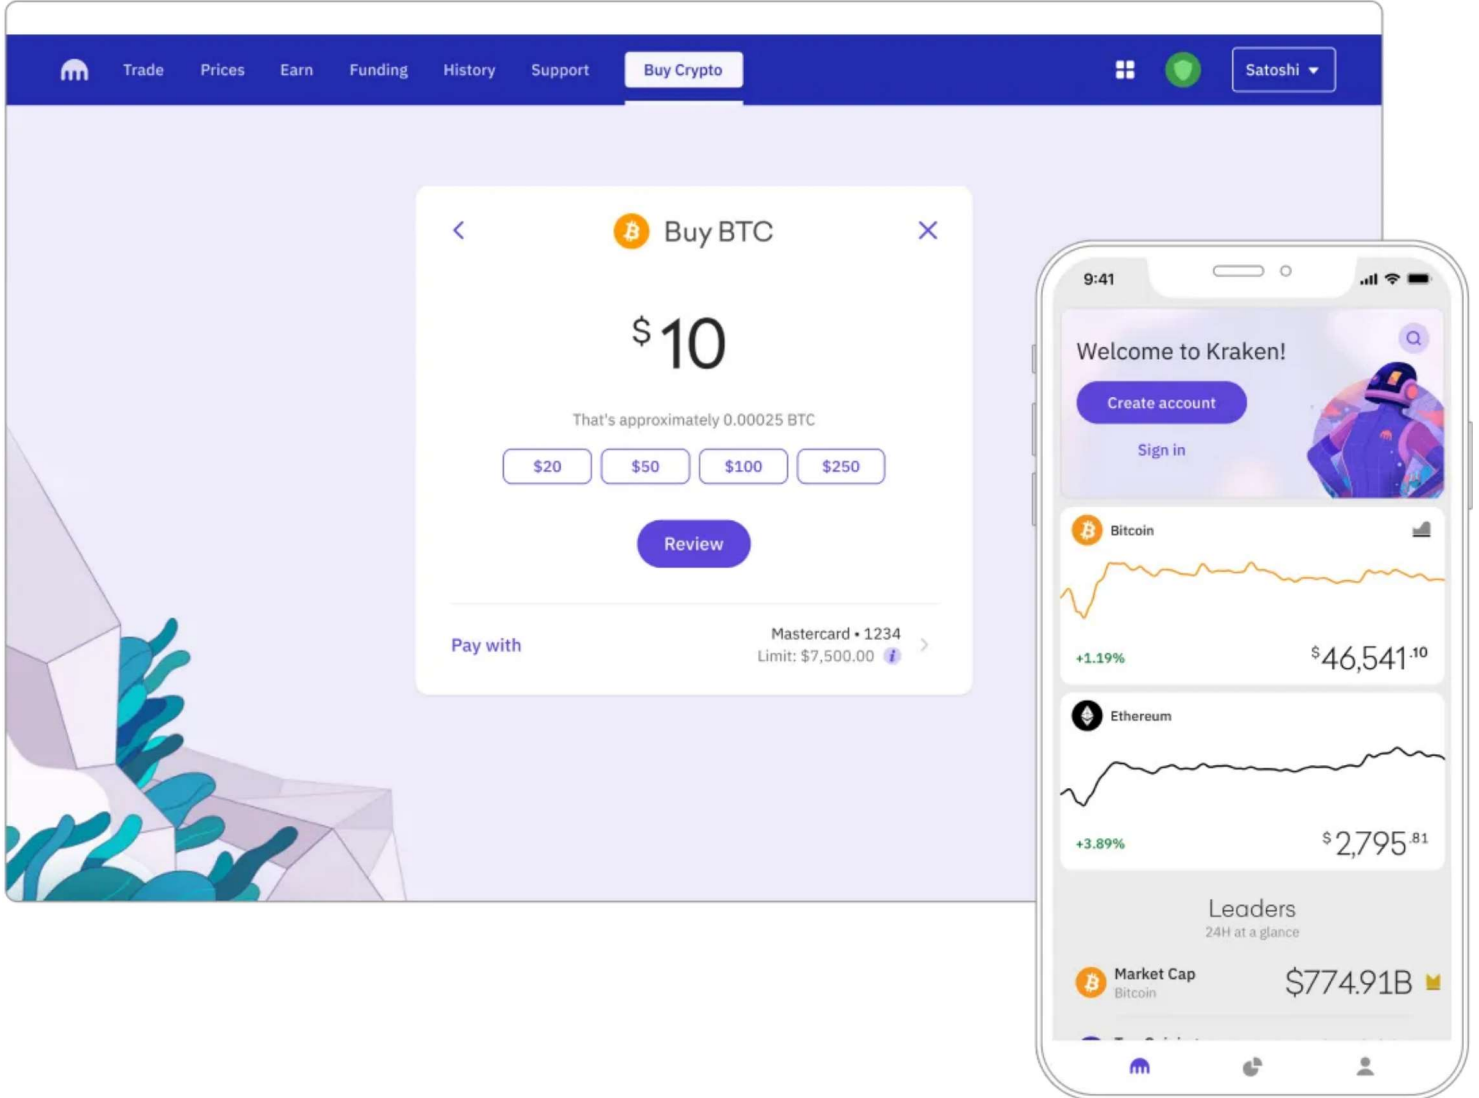 Trade Prices Earn Funding History Support Buy Crypto Satoshi
Buy BTC
$10
That's approximately 0.00025 BTC
$20 $50 $100 $250
Review
Pay with
Mastercard • 1234
Limit: $7,500.00
9:41
Welcome to Kraken!
Create account
Sign in
Bitcoin
+1.19% $46,541.10
Ethereum
+3.89% $2,795.81
Leaders
24H at a glance
Market Cap $774.91B
Bitcoin